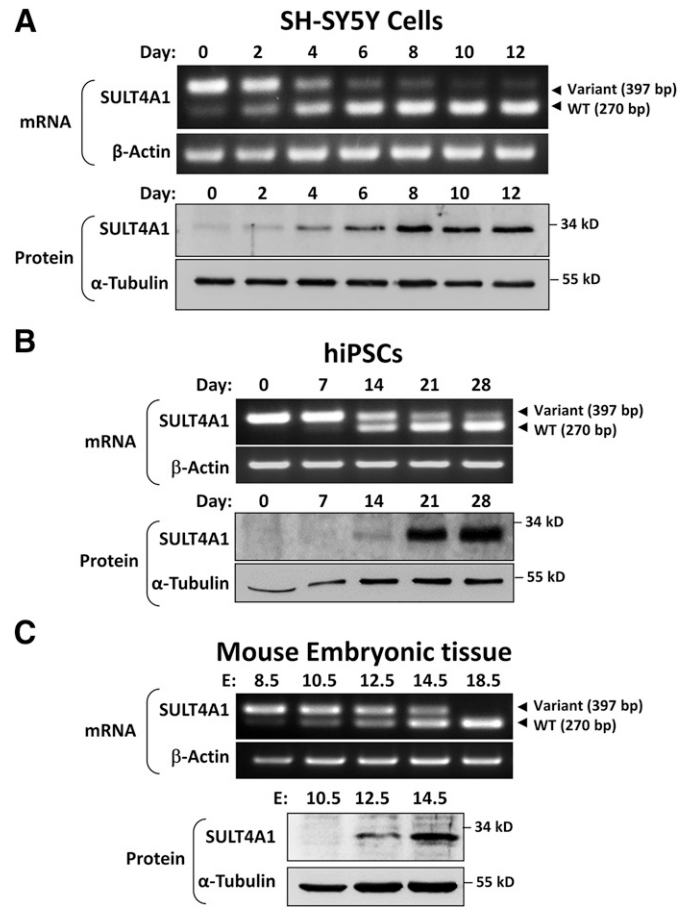 A
SH-SY5Y Cells
Day: 0 2 4 6 8 10 12
mRNA
SULT4A1
Variant (397 bp)
WT (270 bp)
β-Actin
Day: 0 2 4 6 8 10 12
Protein
SULT4A1
34 kD
α-Tubulin
55 kD
B
hiPSCs
Day: 0 7 14 21 28
mRNA
SULT4A1
Variant (397 bp)
WT (270 bp)
β-Actin
Day: 0 7 14 21 28
Protein
SULT4A1
34 kD
α-Tubulin
55 kD
C
Mouse Embryonic tissue
E: 8.5 10.5 12.5 14.5 18.5
mRNA
SULT4A1
Variant (397 bp)
WT (270 bp)
β-Actin
E: 10.5 12.5 14.5
Protein
SULT4A1
34 kD
α-Tubulin
55 kD